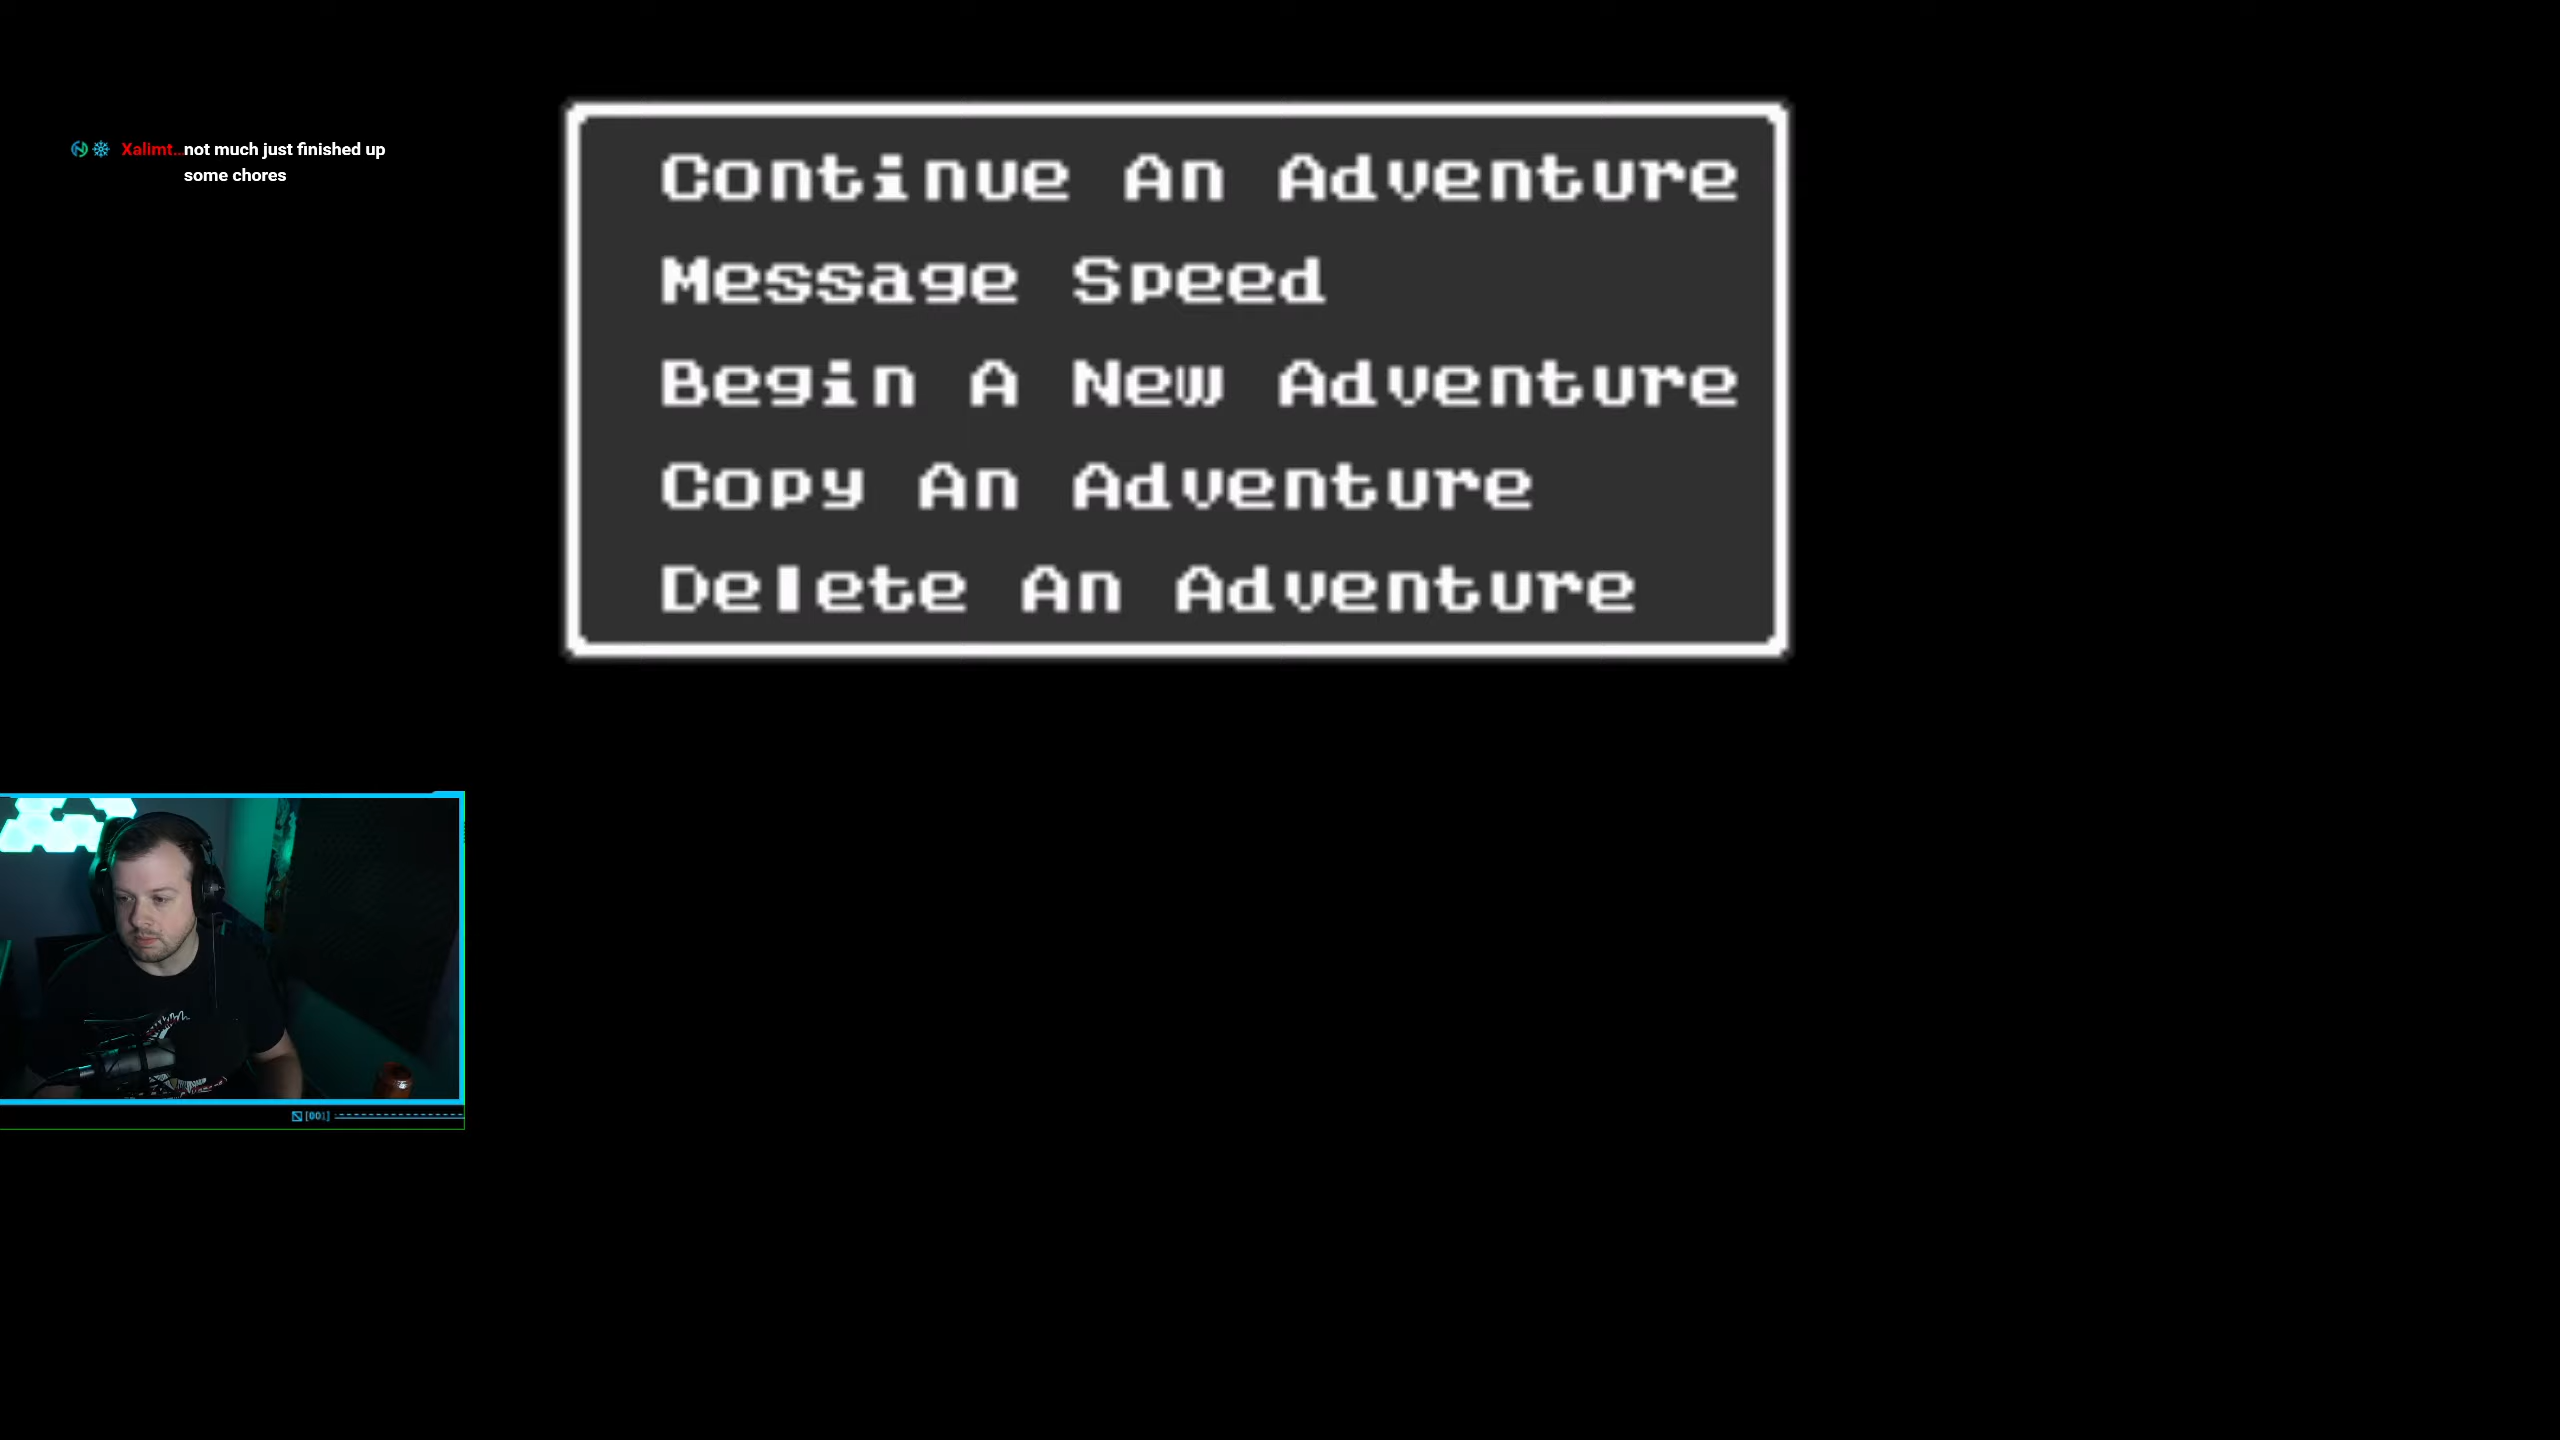 Xalimt..not much just finished up
some chores
Continue An Adventure
Message Speed
Begin A New Adventure
Copy An Adventure
Delete An Adventure
[001]